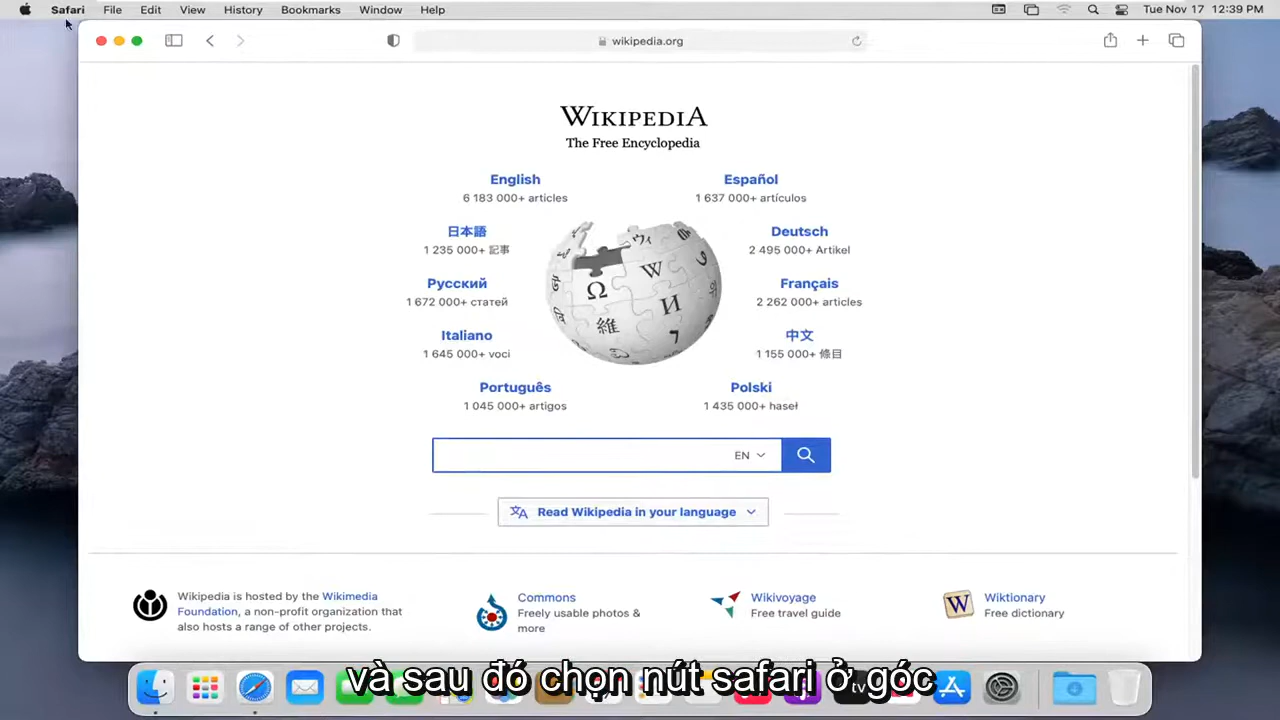 Safari File Edit View History Bookmarks Window Help Tue Nov 17 12:39 PM
wikipedia.org
WIKIPEDIA
The Free Encyclopedia
English
6 183 000+ articles
Español
1 637 000+ artículos
日本語
1 235 000+ 記事
Deutsch
2 495 000+ Artikel
Русский
1 672 000+ статей
Français
2 262 000+ articles
Italiano
1 645 000+ voci
中文
1 155 000+ 條目
Português
1 045 000+ artigos
Polski
1 435 000+ haseł
EN
Read Wikipedia in your language
Wikipedia is hosted by the Wikimedia
Foundation, a non-profit organization that
also hosts a range of other projects.
Commons
Freely usable photos &
more
Wikivoyage
Free travel guide
Wiktionary
Free dictionary
và sau đó chọn nút safari ở góc
tv